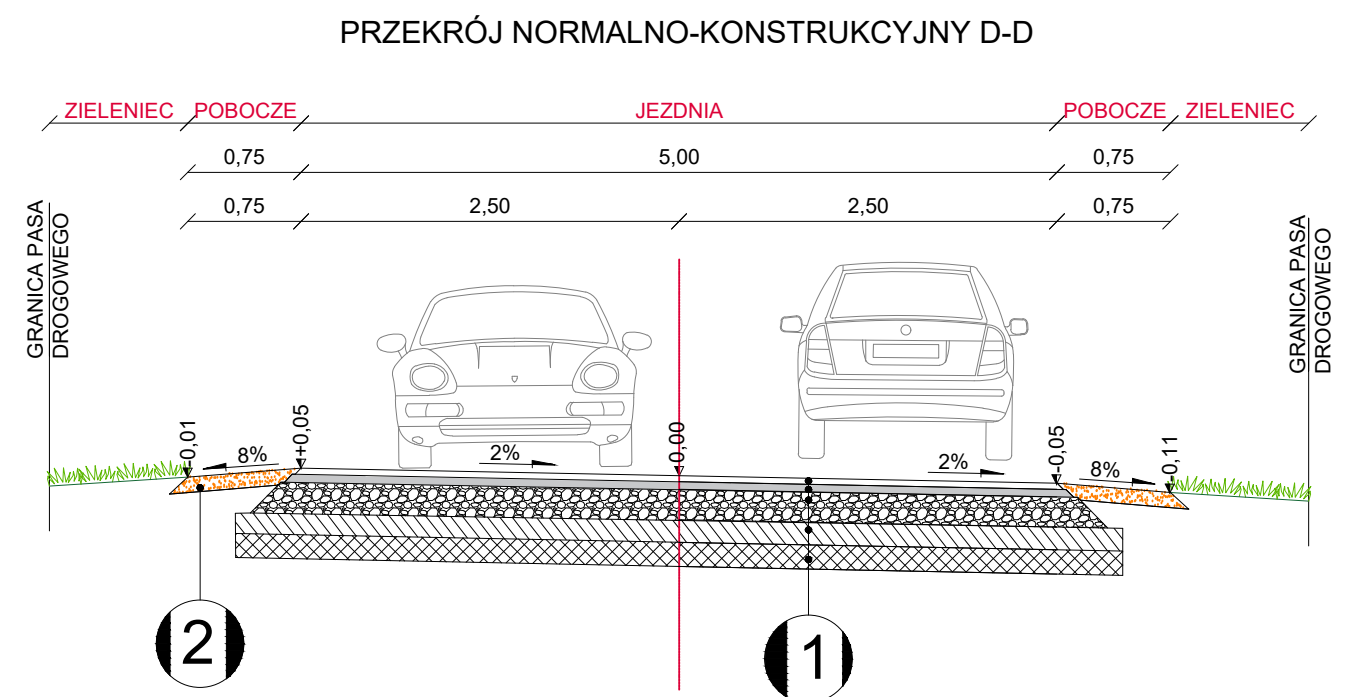 PRZEKRÓJ NORMALNO-KONSTRUKCYJNY D-D
ZIELENIEC POBOCZE JEZDNIA POBOCZE ZIELENIEC
0,75 5,00 0,75
0,75 2,50 2,50 0,75
GRANICA PASA
DROGOWEGO
GRANICA PASA
DROGOWEGO
-0,01 8% +0,05 2% 0,00 2% -0,05 8% -0,11
2 1